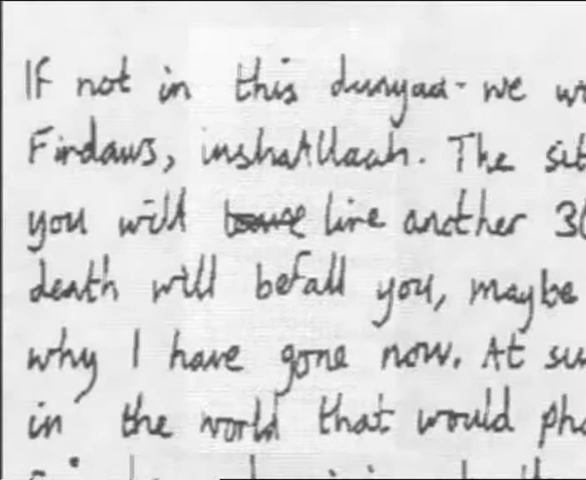 If not in this dunyaa - we
Firdaws, inshaAllaah. The
you will live another
death will befall you, maybe
why I have gone now. At
in the world that would